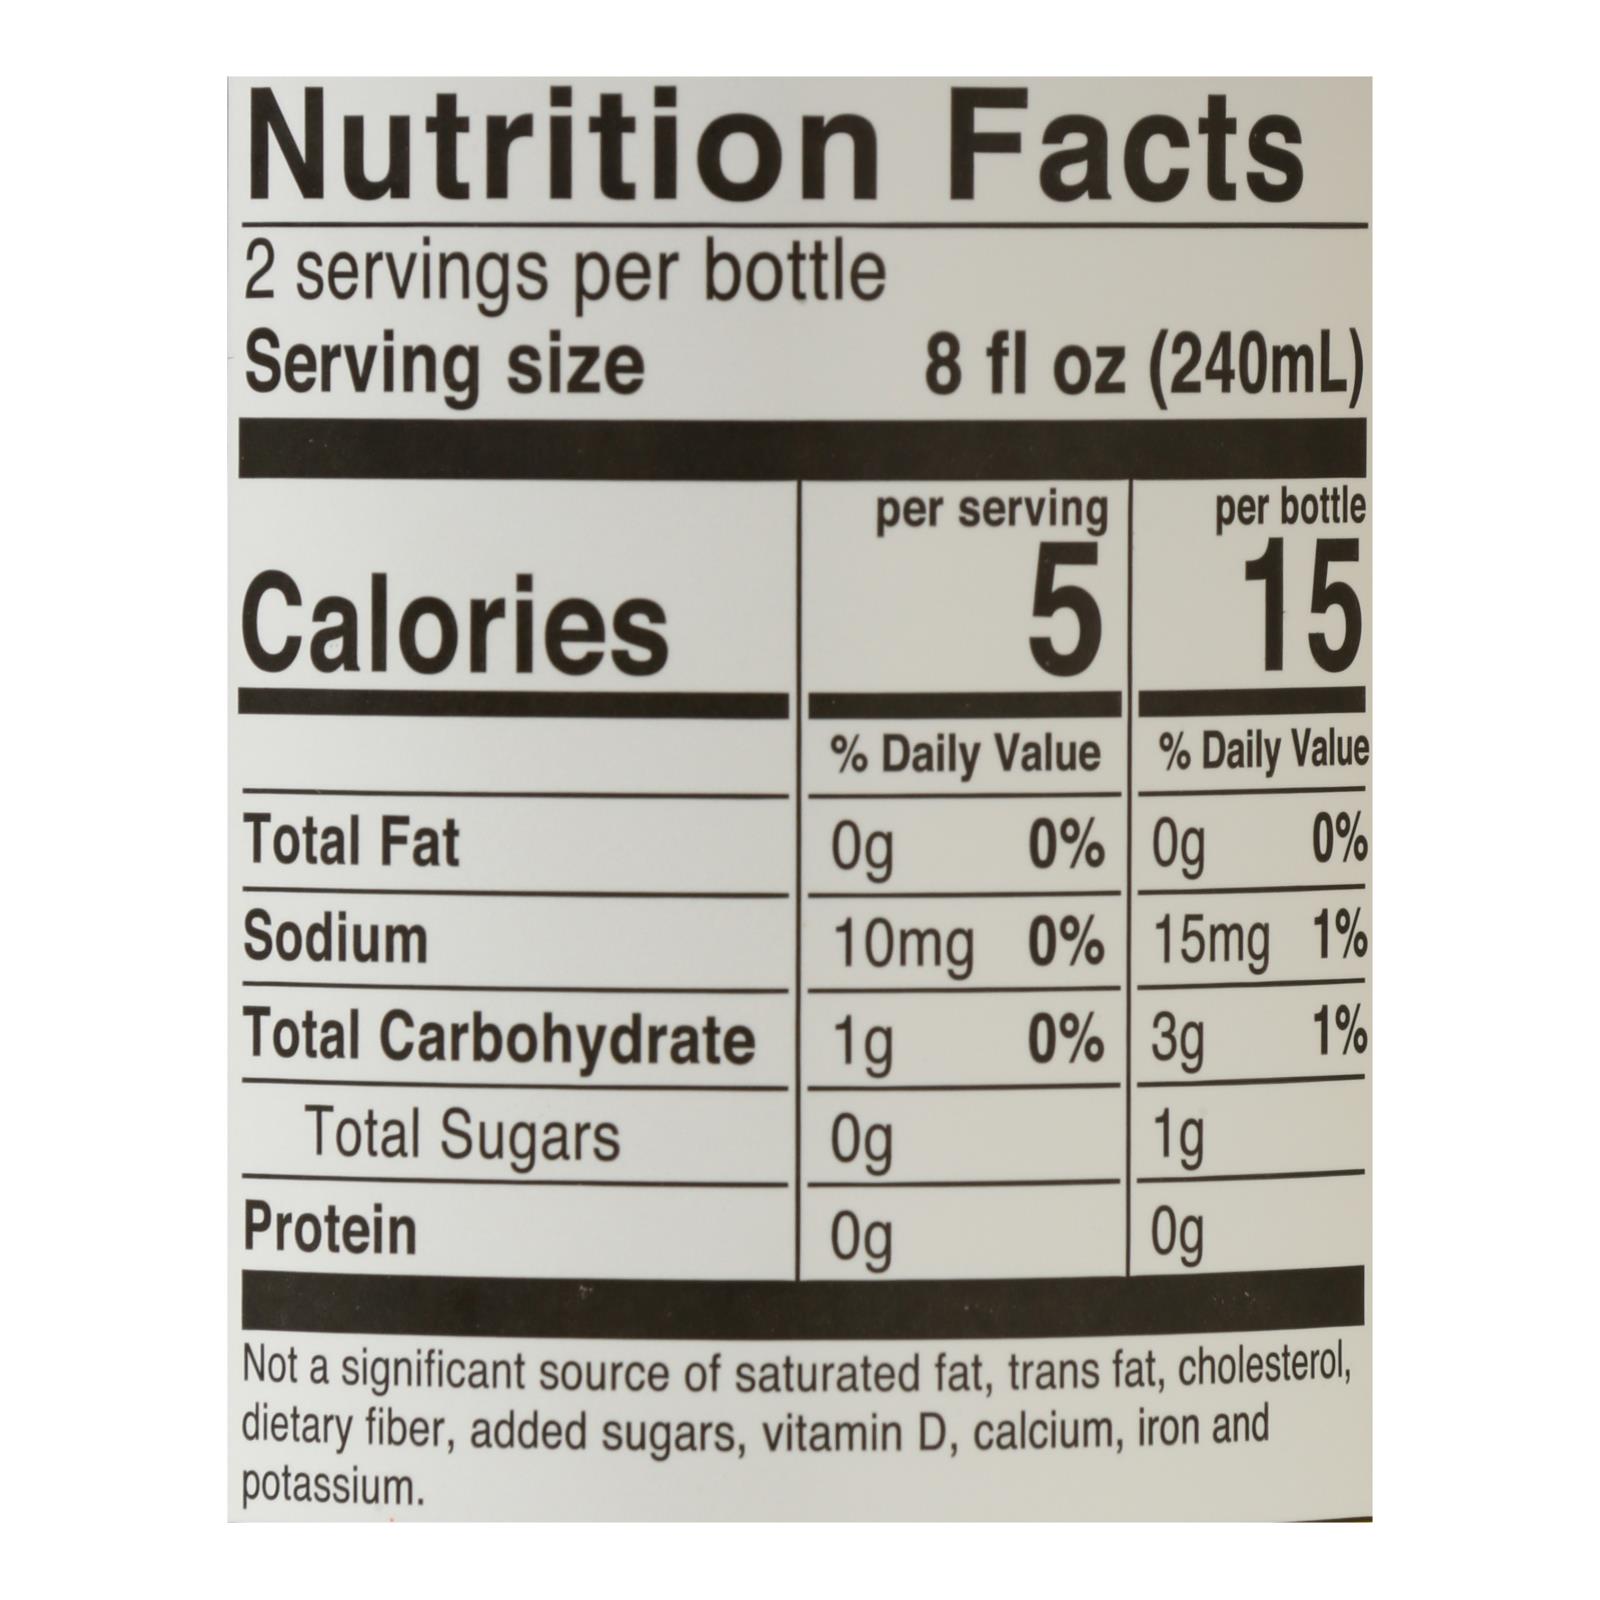 Nutrition Facts
2 servings per bottle
Serving size 8 fl oz (240mL)
per serving per bottle
Calories 5 15
% Daily Value % Daily Value
Total Fat 0g 0% 0g 0%
Sodium 10mg 0% 15mg 1%
Total Carbohydrate 1g 0% 3g 1%
Total Sugars 0g 1g
Protein 0g 0g
Not a significant source of saturated fat, trans fat, cholesterol,
dietary fiber, added sugars, vitamin D, calcium, iron and
potassium.